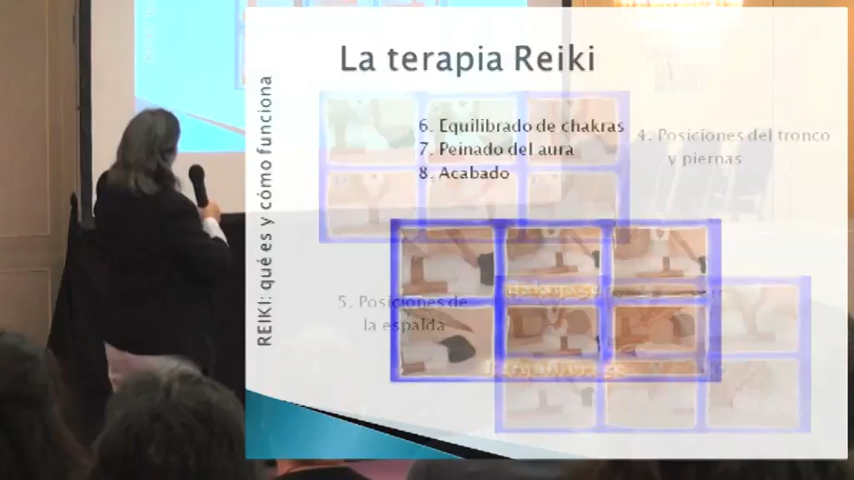 La terapia Reiki
REIKI: qué es y cómo funciona
6. Equilibrado de chakras
7. Peinado del aura
8. Acabado
4. Posiciones del tronco
y piernas
5. Posiciones de
la espalda